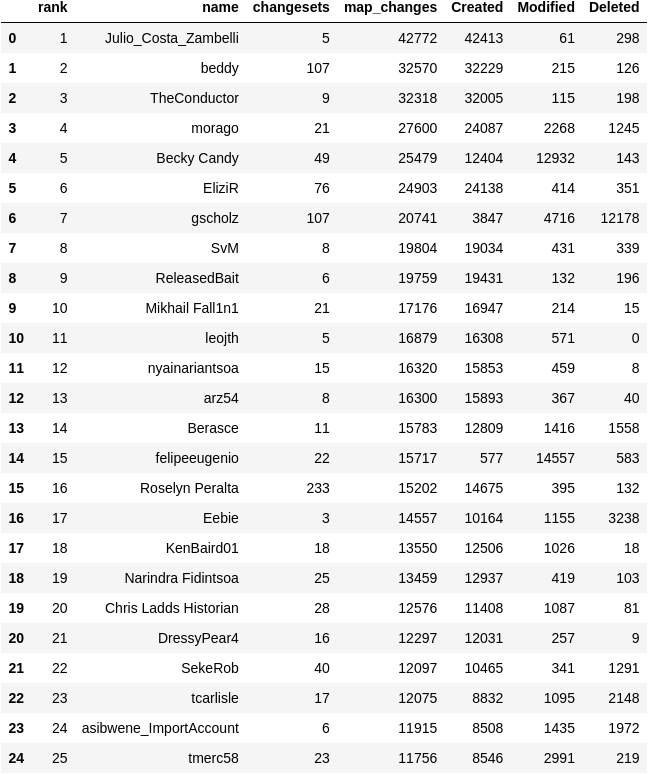 rank name changesets map_changes Created Modified Deleted
0 1 Julio_Costa_Zambelli 5 42772 42413 61 298
1 2 beddy 107 32570 32229 215 126
2 3 TheConductor 9 32318 32005 115 198
3 4 morago 21 27600 24087 2268 1245
4 5 Becky Candy 49 25479 12404 12932 143
5 6 EliziR 76 24903 24138 414 351
6 7 gscholz 107 20741 3847 4716 12178
7 8 SvM 8 19804 19034 431 339
8 9 ReleasedBait 6 19759 19431 132 196
9 10 Mikhail Fall1n1 21 17176 16947 214 15
10 11 leojth 5 16879 16308 571 0
11 12 nyainariantsoa 15 16320 15853 459 8
12 13 arz54 8 16300 15893 367 40
13 14 Berasce 11 15783 12809 1416 1558
14 15 felipeeugenio 22 15717 577 14557 583
15 16 Roselyn Peralta 233 15202 14675 395 132
16 17 Eebie 3 14557 10164 1155 3238
17 18 KenBaird01 18 13550 12506 1026 18
18 19 Narindra Fidintsoa 25 13459 12937 419 103
19 20 Chris Ladds Historian 28 12576 11408 1087 81
20 21 DressyPear4 16 12297 12031 257 9
21 22 SekeRob 40 12097 10465 341 1291
22 23 tcarlisle 17 12075 8832 1095 2148
23 24 asibwene_ImportAccount 6 11915 8508 1435 1972
24 25 tmerc58 23 11756 8546 2991 219